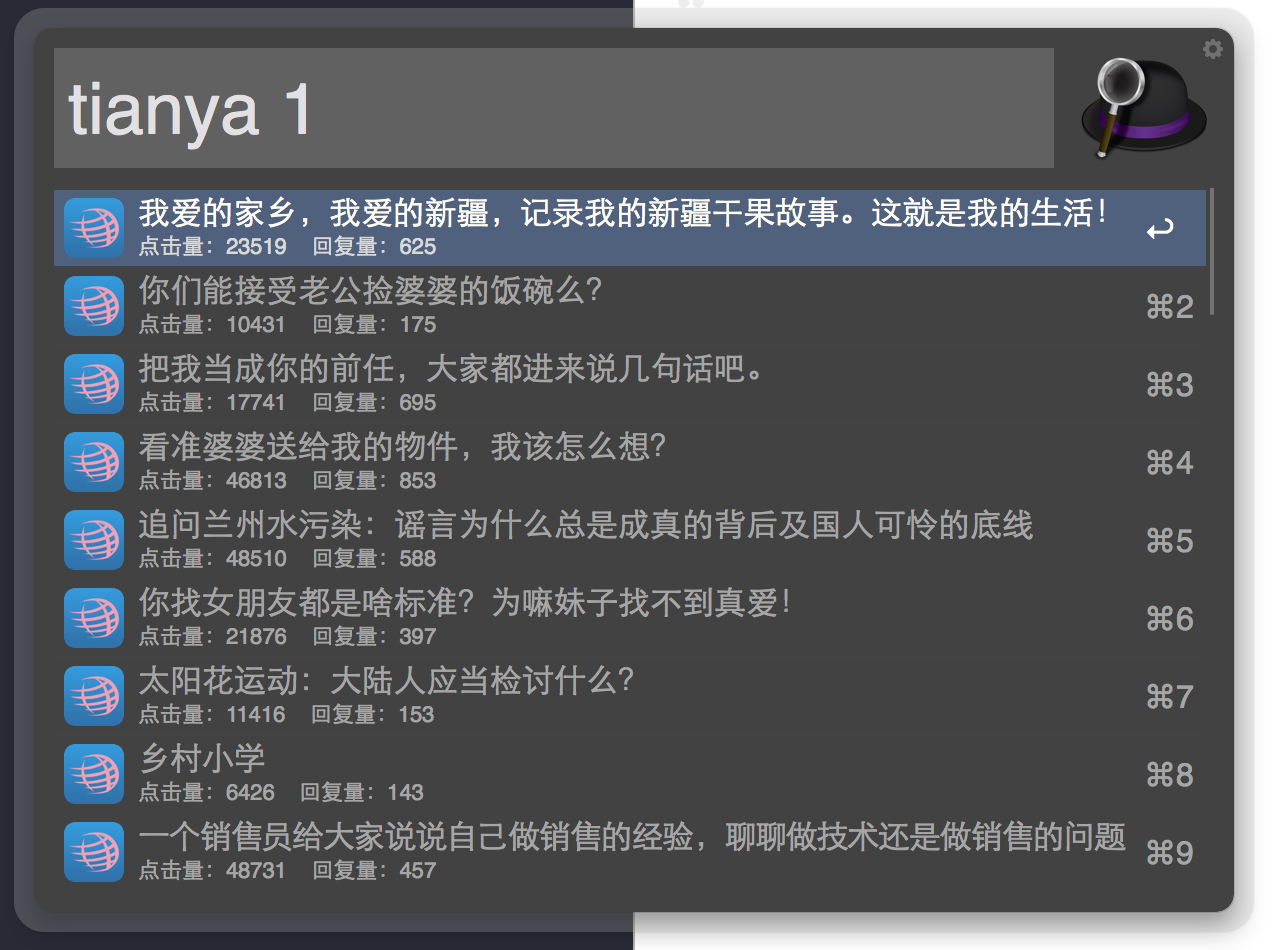 tianya 1
我爱的家乡，我爱的新疆，记录我的新疆干果故事。这就是我的生活！
点击量：23519 回复量：625
你们能接受老公捡婆婆的饭碗么？
点击量：10431 回复量：175
⌘2
把我当成你的前任，大家都进来说几句话吧。
点击量：17741 回复量：695
⌘3
看准婆婆送给我的物件，我该怎么想？
点击量：46813 回复量：853
⌘4
追问兰州水污染：谣言为什么总是成真的背后及国人可怜的底线
点击量：48510 回复量：588
⌘5
你找女朋友都是啥标准？为嘛妹子找不到真爱！
点击量：21876 回复量：397
⌘6
太阳花运动：大陆人应当检讨什么？
点击量：11416 回复量：153
⌘7
乡村小学
点击量：6426 回复量：143
⌘8
一个销售员给大家说说自己做销售的经验，聊聊做技术还是做销售的问题
点击量：48731 回复量：457
⌘9